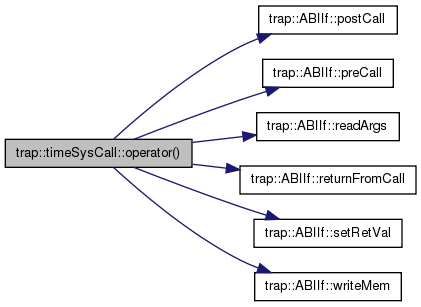 trap::ABIIf::postCall
trap::ABIIf::preCall
trap::ABIIf::readArgs
trap::timeSysCall::operator()
trap::ABIIf::returnFromCall
trap::ABIIf::setRetVal
trap::ABIIf::writeMem